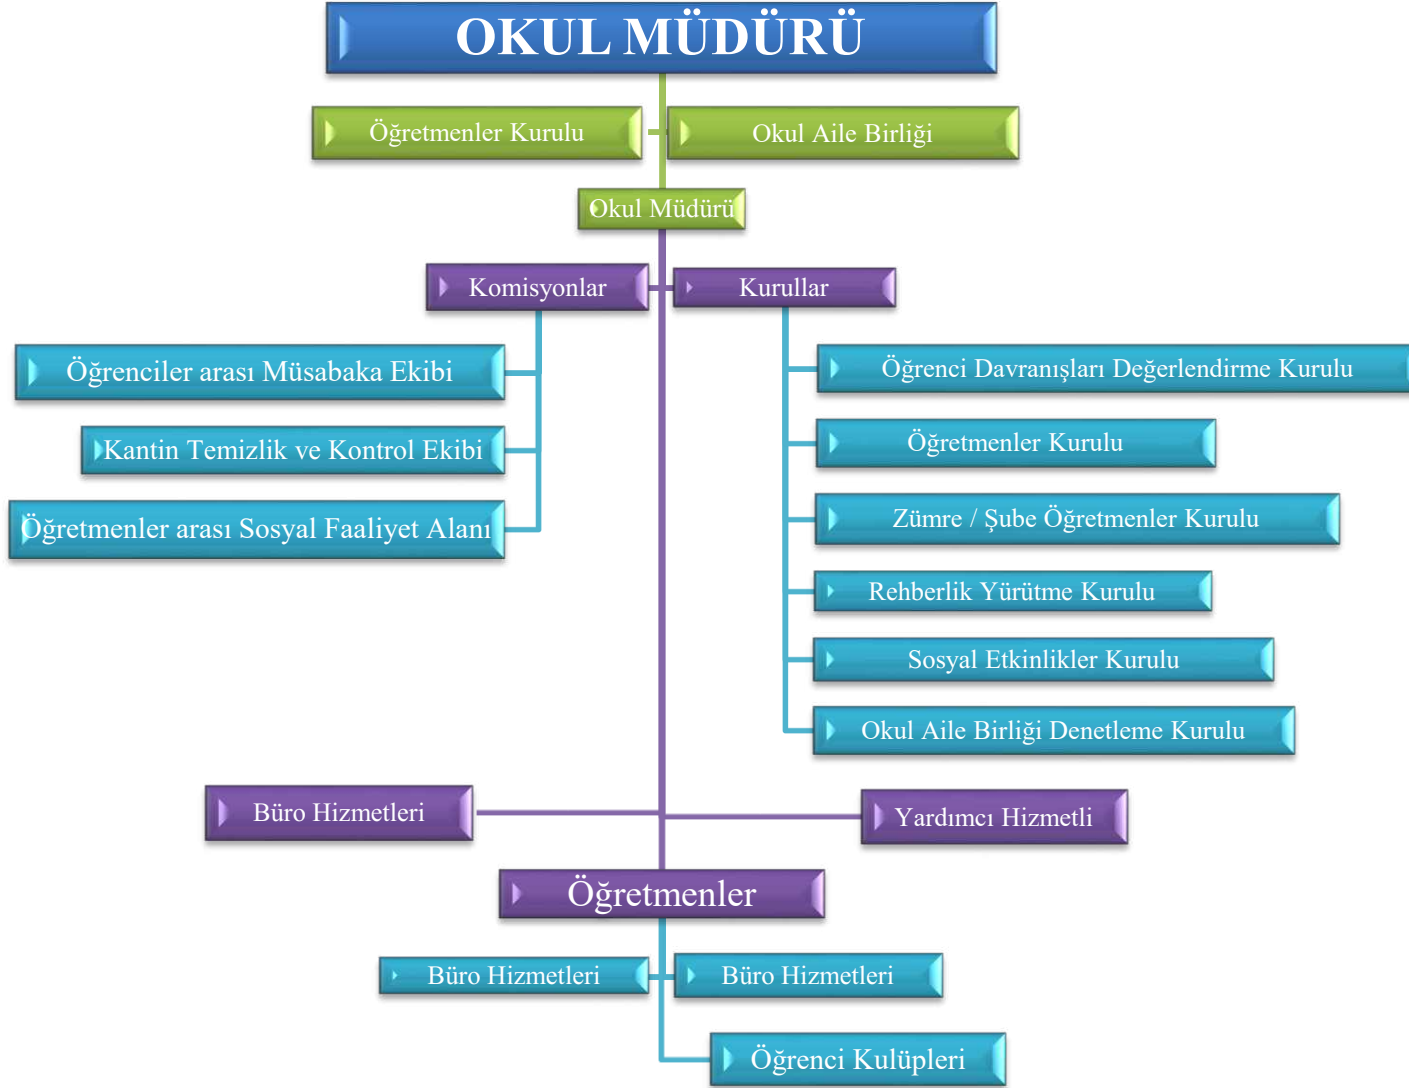 OKUL MÜDÜRÜ
Öğretmenler Kurulu
Okul Aile Birliği
Okul Müdürü
Komisyonlar
Kurullar
Öğrenciler arası Müsabaka Ekibi
Kantin Temizlik ve Kontrol Ekibi
Öğretmenler arası Sosyal Faaliyet Alanı
Öğrenci Davranışları Değerlendirme Kurulu
Öğretmenler Kurulu
Zümre / Şube Öğretmenler Kurulu
Rehberlik Yürütme Kurulu
Sosyal Etkinlikler Kurulu
Okul Aile Birliği Denetleme Kurulu
Büro Hizmetleri
Yardımcı Hizmetli
Öğretmenler
Büro Hizmetleri
Büro Hizmetleri
Öğrenci Kulüpleri